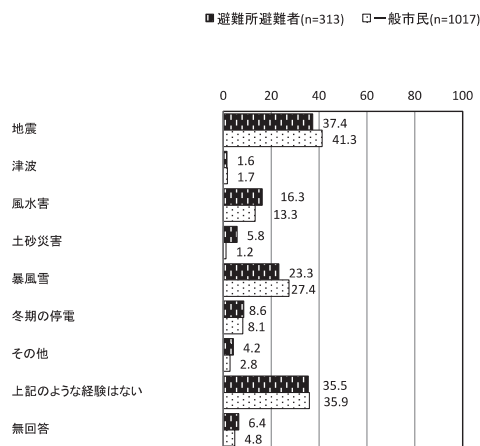 避難所避難者(n=313) 一般市民(n=1017)
0 20 40 60 80 100
地震 37.4
41.3
津波 1.6
1.7
風水害 16.3
13.3
土砂災害 5.8
1.2
暴風雪 23.3
27.4
冬期の停電 8.6
8.1
その他 4.2
2.8
上記のような経験はない 35.5
35.9
無回答 6.4
4.8